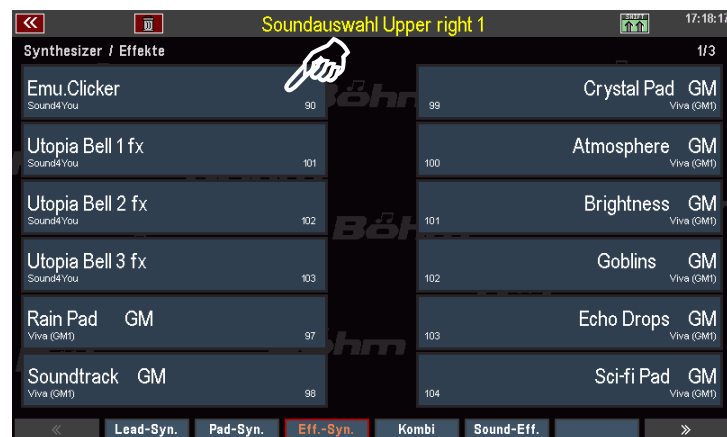 Soundauswahl Upper right 1
SHIFT
17:18:17
Synthesizer / Effekte
1/3
Emu.Clicker
Sound4You
90
Crystal Pad GM
99
Viva (GM1)
Utopia Bell 1 fx
Sound4You
101
Atmosphere GM
100
Viva (GM1)
Utopia Bell 2 fx
Sound4You
102
Brightness GM
101
Viva (GM1)
Utopia Bell 3 fx
Sound4You
103
Goblins GM
102
Viva (GM1)
Rain Pad GM
Viva (GM1)
97
Echo Drops GM
103
Viva (GM1)
Soundtrack GM
Viva (GM1)
98
Sci-fi Pad GM
104
Viva (GM1)
Böhm
« Lead-Syn. Pad-Syn. Eff.-Syn. Kombi Sound-Eff. »